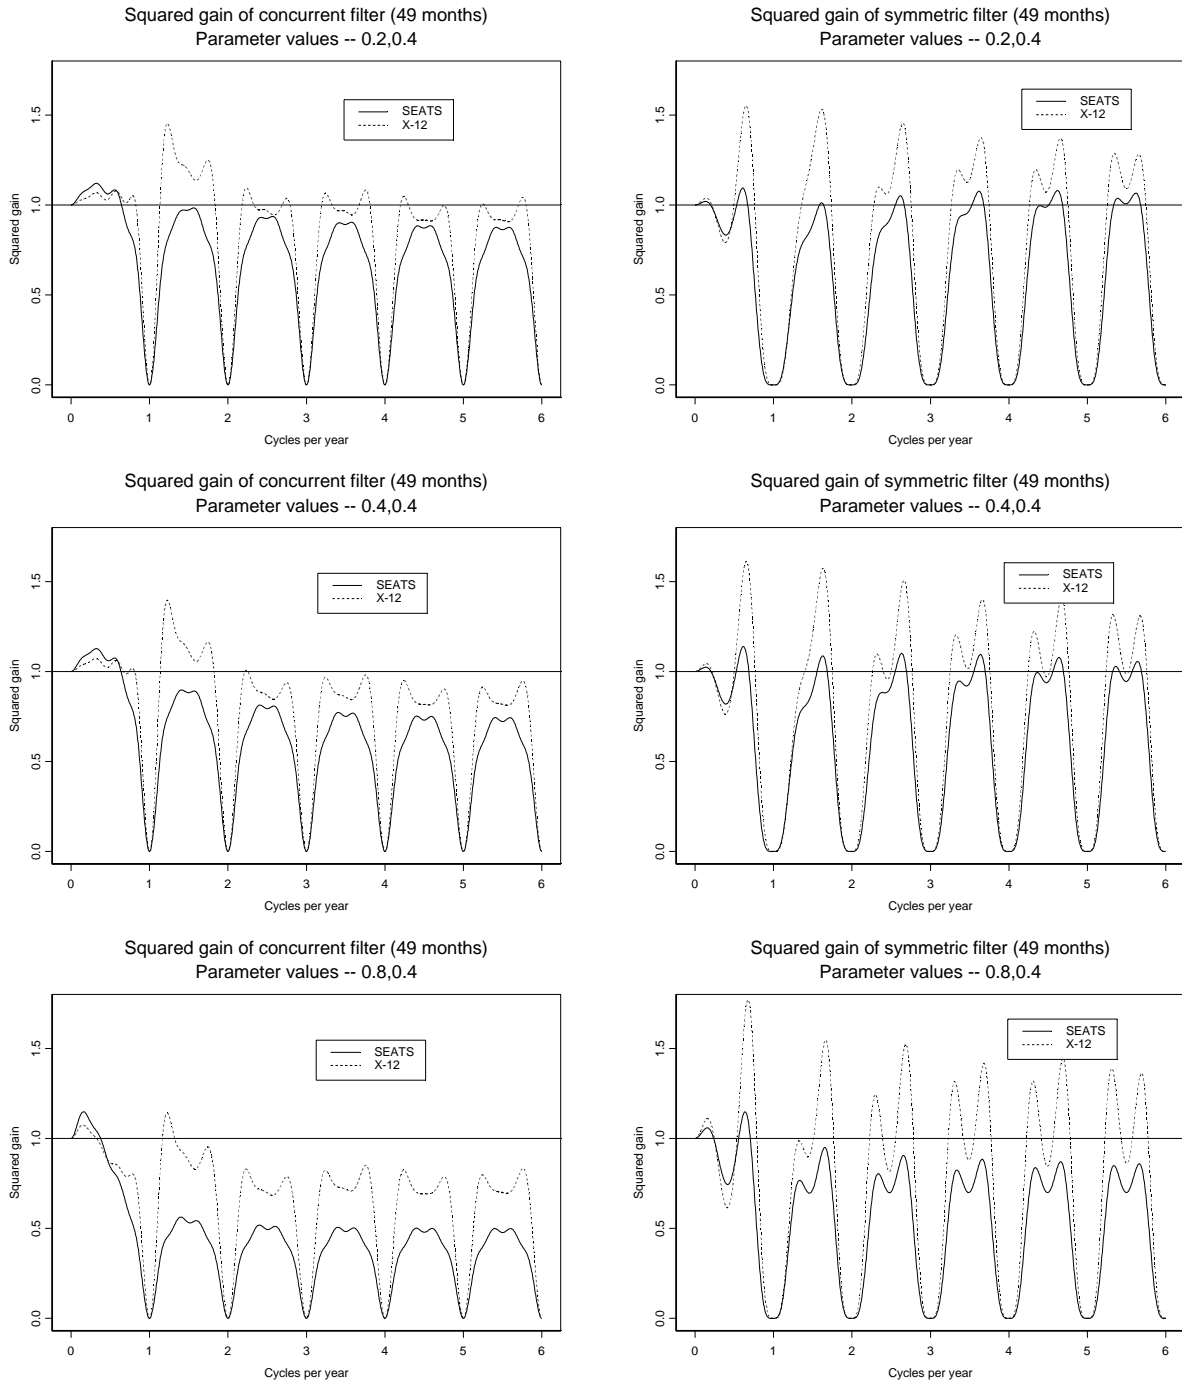 Squared gain of concurrent filter (49 months)
Parameter values -- 0.2,0.4
SEATS
X-12
Squared gain
0.0
0.5
1.0
1.5
0 1 2 3 4 5 6
Cycles per year
Squared gain of symmetric filter (49 months)
Parameter values -- 0.2,0.4
SEATS
X-12
Squared gain
0.0
0.5
1.0
1.5
0 1 2 3 4 5 6
Cycles per year
Squared gain of concurrent filter (49 months)
Parameter values -- 0.4,0.4
SEATS
X-12
Squared gain
0.0
0.5
1.0
1.5
0 1 2 3 4 5 6
Cycles per year
Squared gain of symmetric filter (49 months)
Parameter values -- 0.4,0.4
SEATS
X-12
Squared gain
0.0
0.5
1.0
1.5
0 1 2 3 4 5 6
Cycles per year
Squared gain of concurrent filter (49 months)
Parameter values -- 0.8,0.4
SEATS
X-12
Squared gain
0.0
0.5
1.0
1.5
0 1 2 3 4 5 6
Cycles per year
Squared gain of symmetric filter (49 months)
Parameter values -- 0.8,0.4
SEATS
X-12
Squared gain
0.0
0.5
1.0
1.5
0 1 2 3 4 5 6
Cycles per year